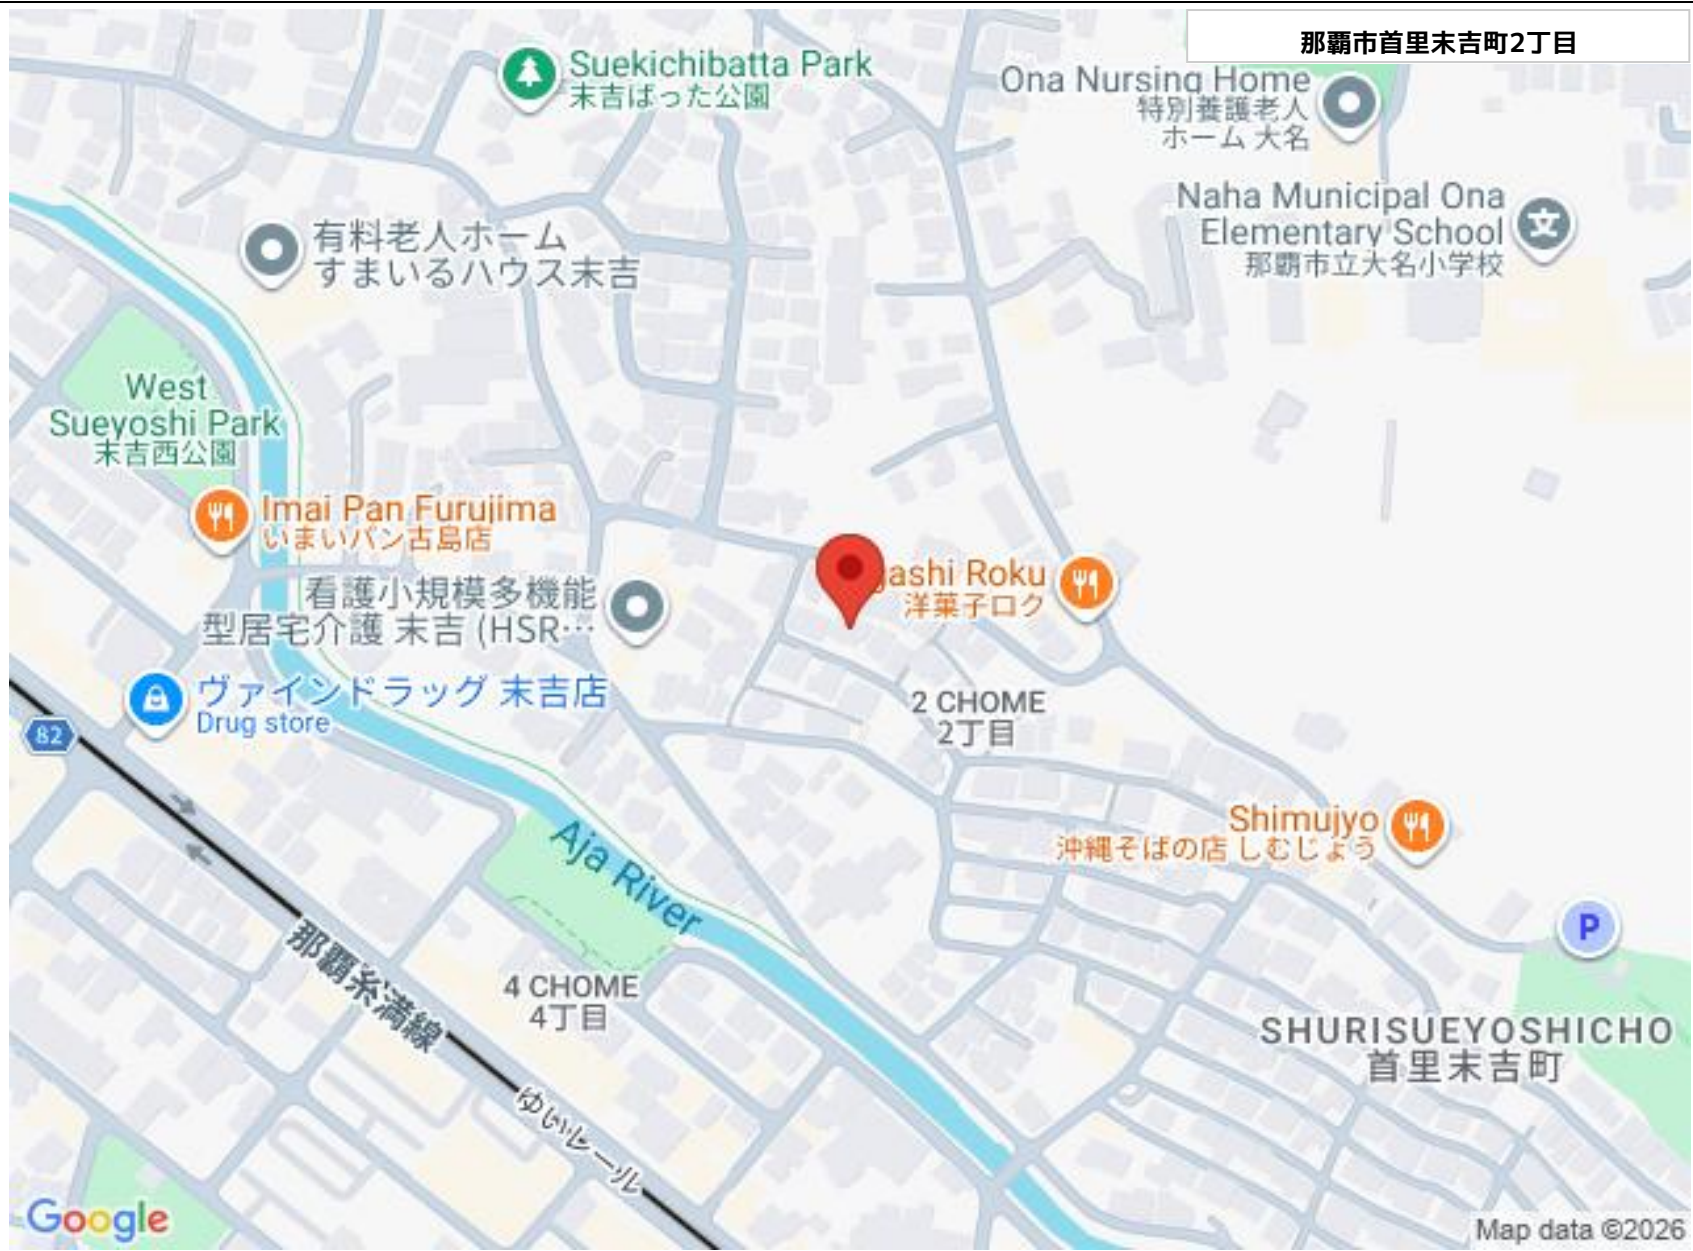 那覇市首里末吉町2丁目
Suekichibatta Park
末吉ばった公園
Ona Nursing Home
特別養護老人
ホーム 大名
Naha Municipal Ona
Elementary School
那覇市立大名小学校
有料老人ホーム
すまいるハウス末吉
West
Sueyoshi Park
末吉西公園
Imai Pan Furujima
いまいパン古島店
看護小規模多機能
型居宅介護 末吉 (HSR…
gashi Roku
洋菓子ロク
ヴァインドラッグ 末吉店
Drug store
82
2 CHOME
2丁目
Shimujyo
沖縄そばの店 しむじょう
Aja River
P
那覇糸満線
4 CHOME
4丁目
SHURISUEYOSHICHO
首里末吉町
ゆいレール
Google
Map data ©2026